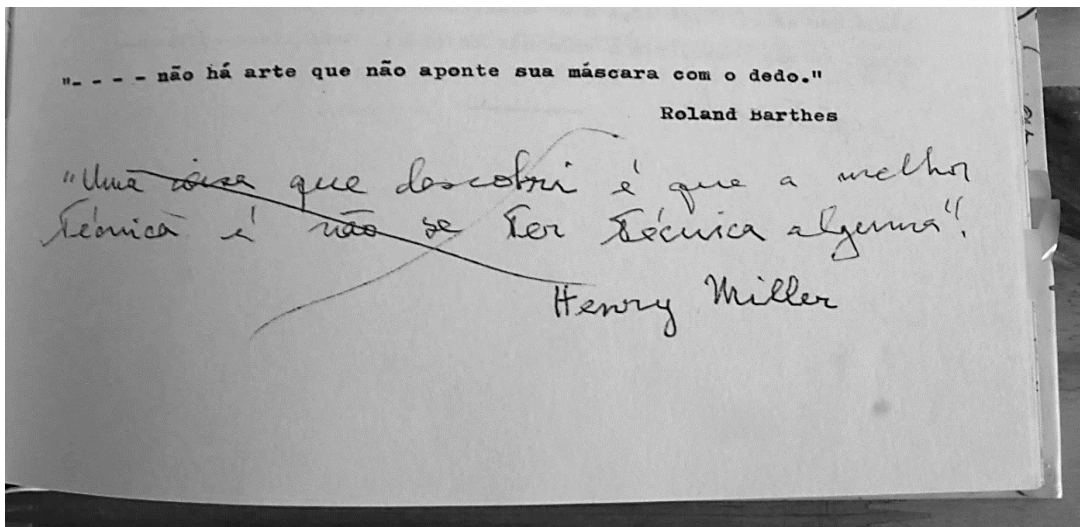 "_ _ _ _ não há arte que não aponte sua máscara com o dedo."
Roland Barthes
"Uma coisa que descobri é que a melhor
técnica é não se ter técnica alguma".
Henry Miller